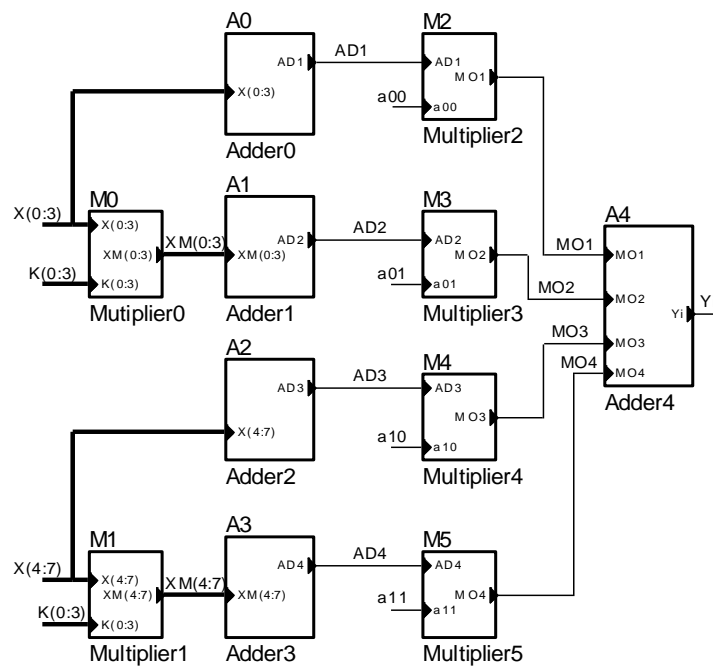 A0
AD1
X(0:3)
Adder0
AD1
M2
AD1
MO1
a00
a00
Multiplier2
X(0:3)
M0
X(0:3)
XM(0:3)
K(0:3)
K(0:3)
Mutiplier0
XM(0:3)
A1
AD2
XM(0:3)
Adder1
AD2
M3
AD2
MO2
a01
a01
Multiplier3
A2
AD3
X(4:7)
Adder2
AD3
M4
AD3
MO3
a10
a10
Multiplier4
X(4:7)
M1
X(4:7)
XM(4:7)
K(0:3)
K(0:3)
Multiplier1
XM(4:7)
A3
AD4
XM(4:7)
Adder3
AD4
M5
AD4
MO4
a11
a11
Multiplier5
MO1
MO2
MO3
MO4
A4
MO1
MO2
Yi
MO3
MO4
Adder4
Y